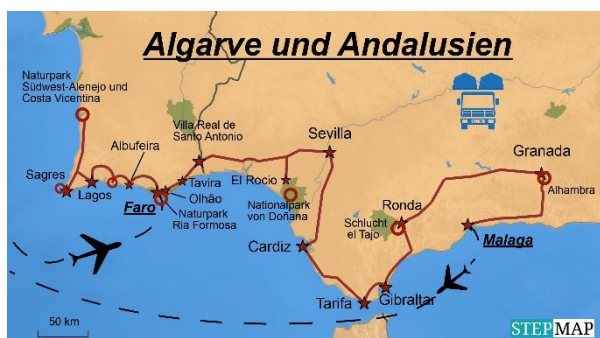 Algarve und Andalusien
Naturpark
Südwest-Alenejo und
Costa Vicentina
Albufeira
Villa Real de
Santo Antonio
Sevilla
Granada
Alhambra
Sagres
Lagos
Faro
Tavira
Olhão
Naturpark
Ria Formosa
El Rocio
Nationalpark
von Doñana
Ronda
Schlucht
el Tajo
Cardiz
Malaga
Tarifa
Gibraltar
50 km
STEPMAP